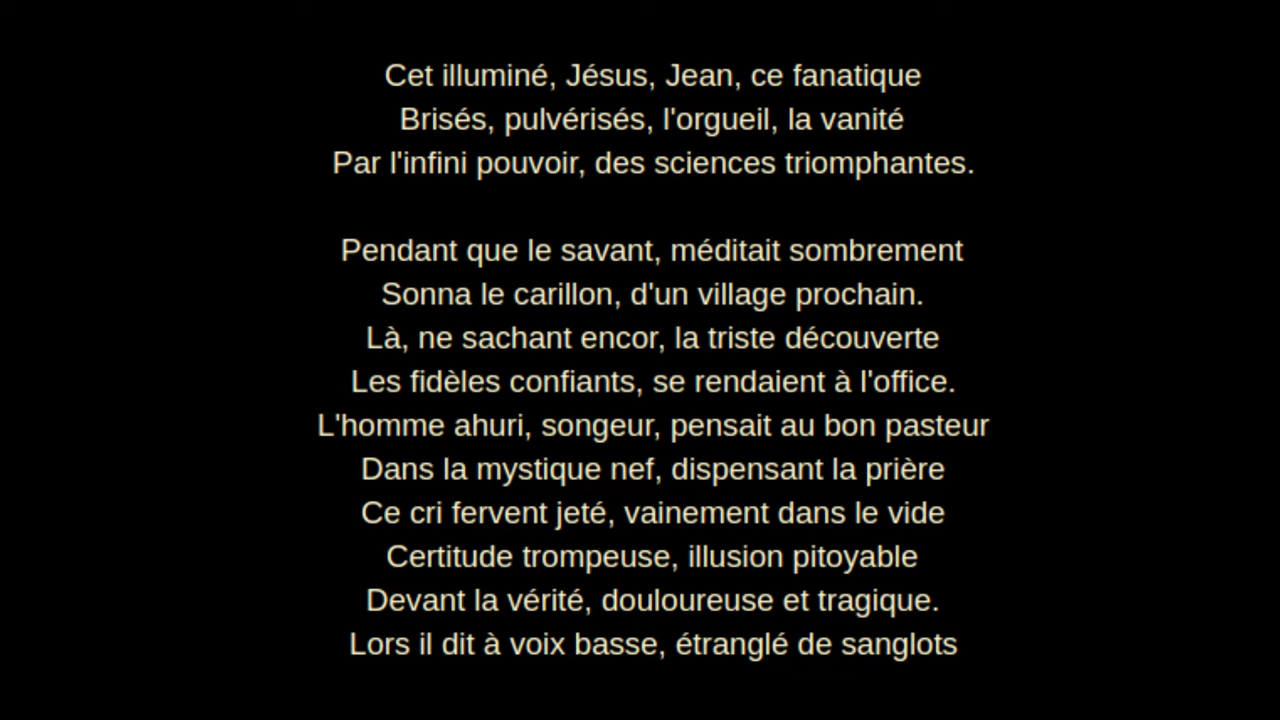 Cet illuminé, Jésus, Jean, ce fanatique
Brisés, pulvérisés, l'orgueil, la vanité
Par l'infini pouvoir, des sciences triomphantes.
Pendant que le savant, méditait sombrement
Sonna le carillon, d'un village prochain.
Là, ne sachant encor, la triste découverte
Les fidèles confiants, se rendaient à l'office.
L'homme ahuri, songeur, pensait au bon pasteur
Dans la mystique nef, dispensant la prière
Ce cri fervent jeté, vainement dans le vide
Certitude trompeuse, illusion pitoyable
Devant la vérité, douloureuse et tragique.
Lors il dit à voix basse, étranglé de sanglots